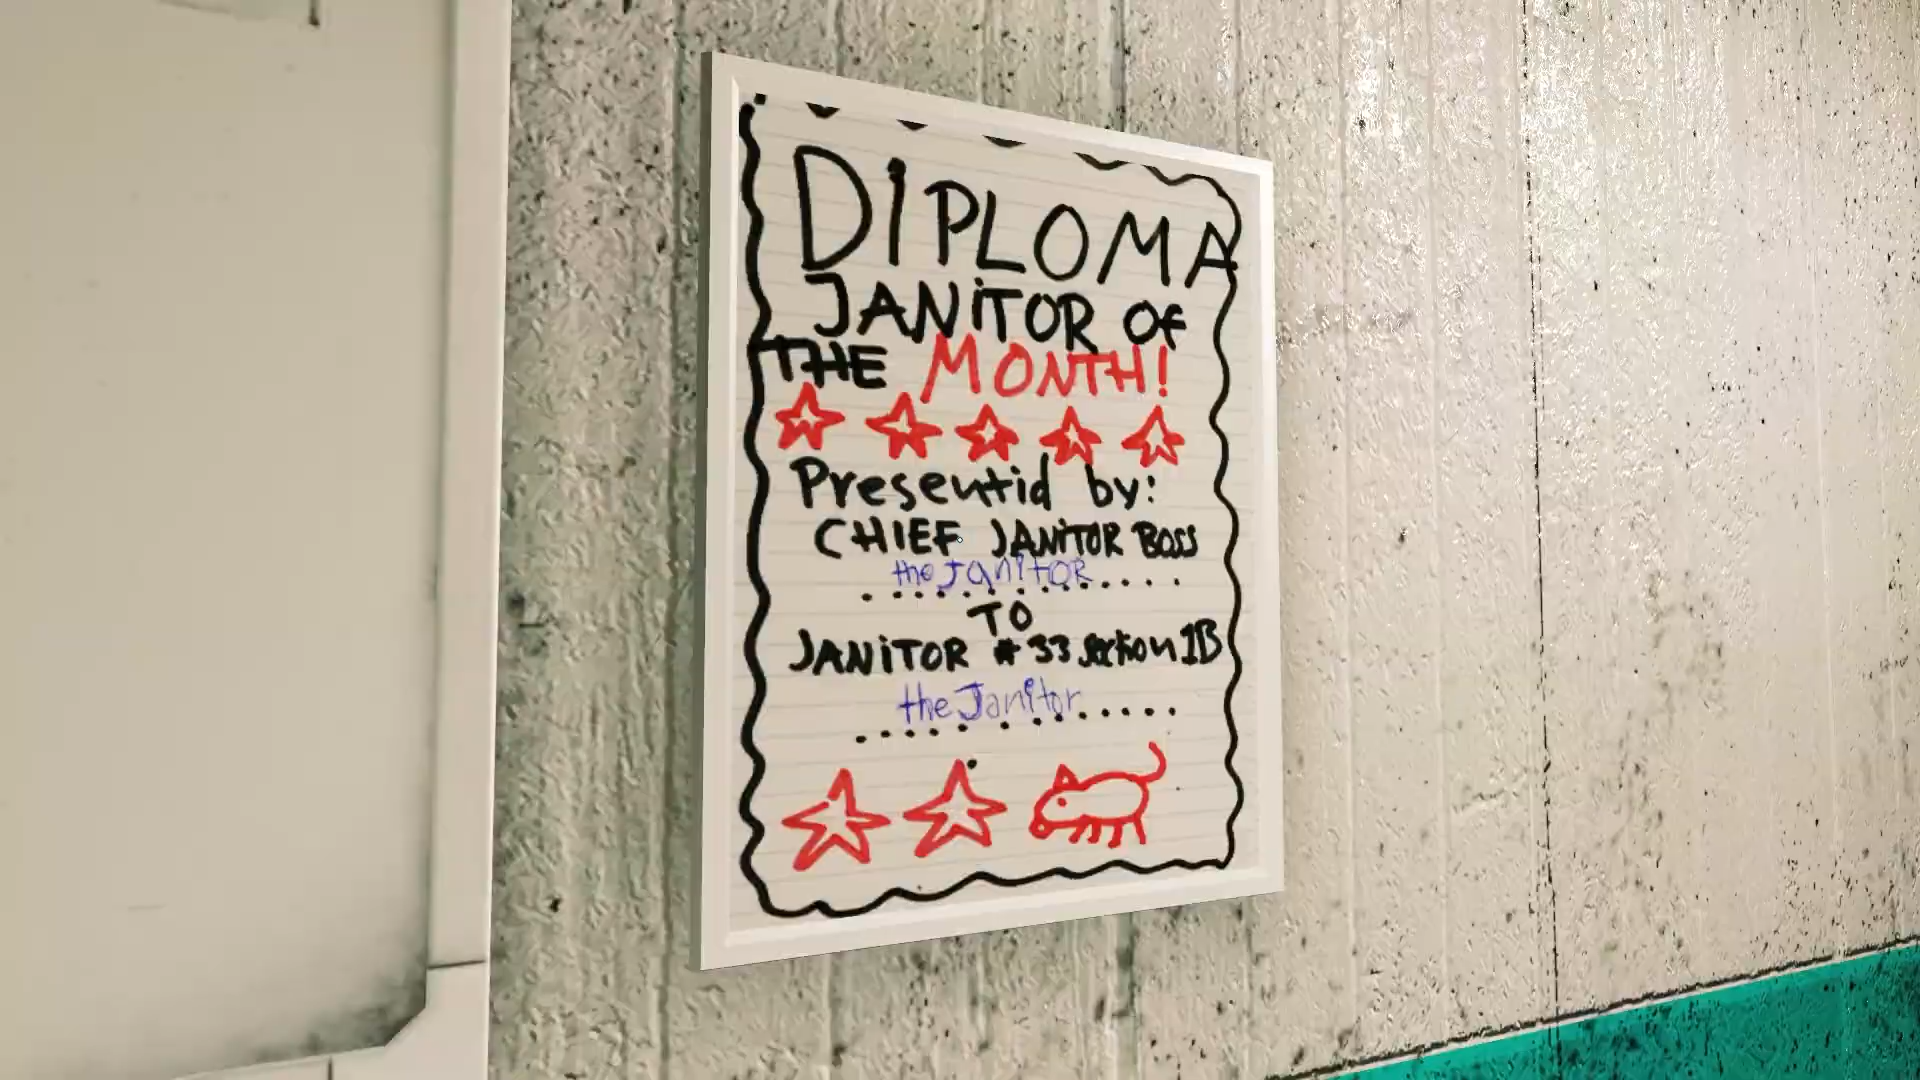 DIPLOMA
JANITOR OF
THE MONTH!
Presentid by:
CHIEF JANITOR BOSS
the JanitOR
TO
JANITOR # 33 section 1B
the Janitor